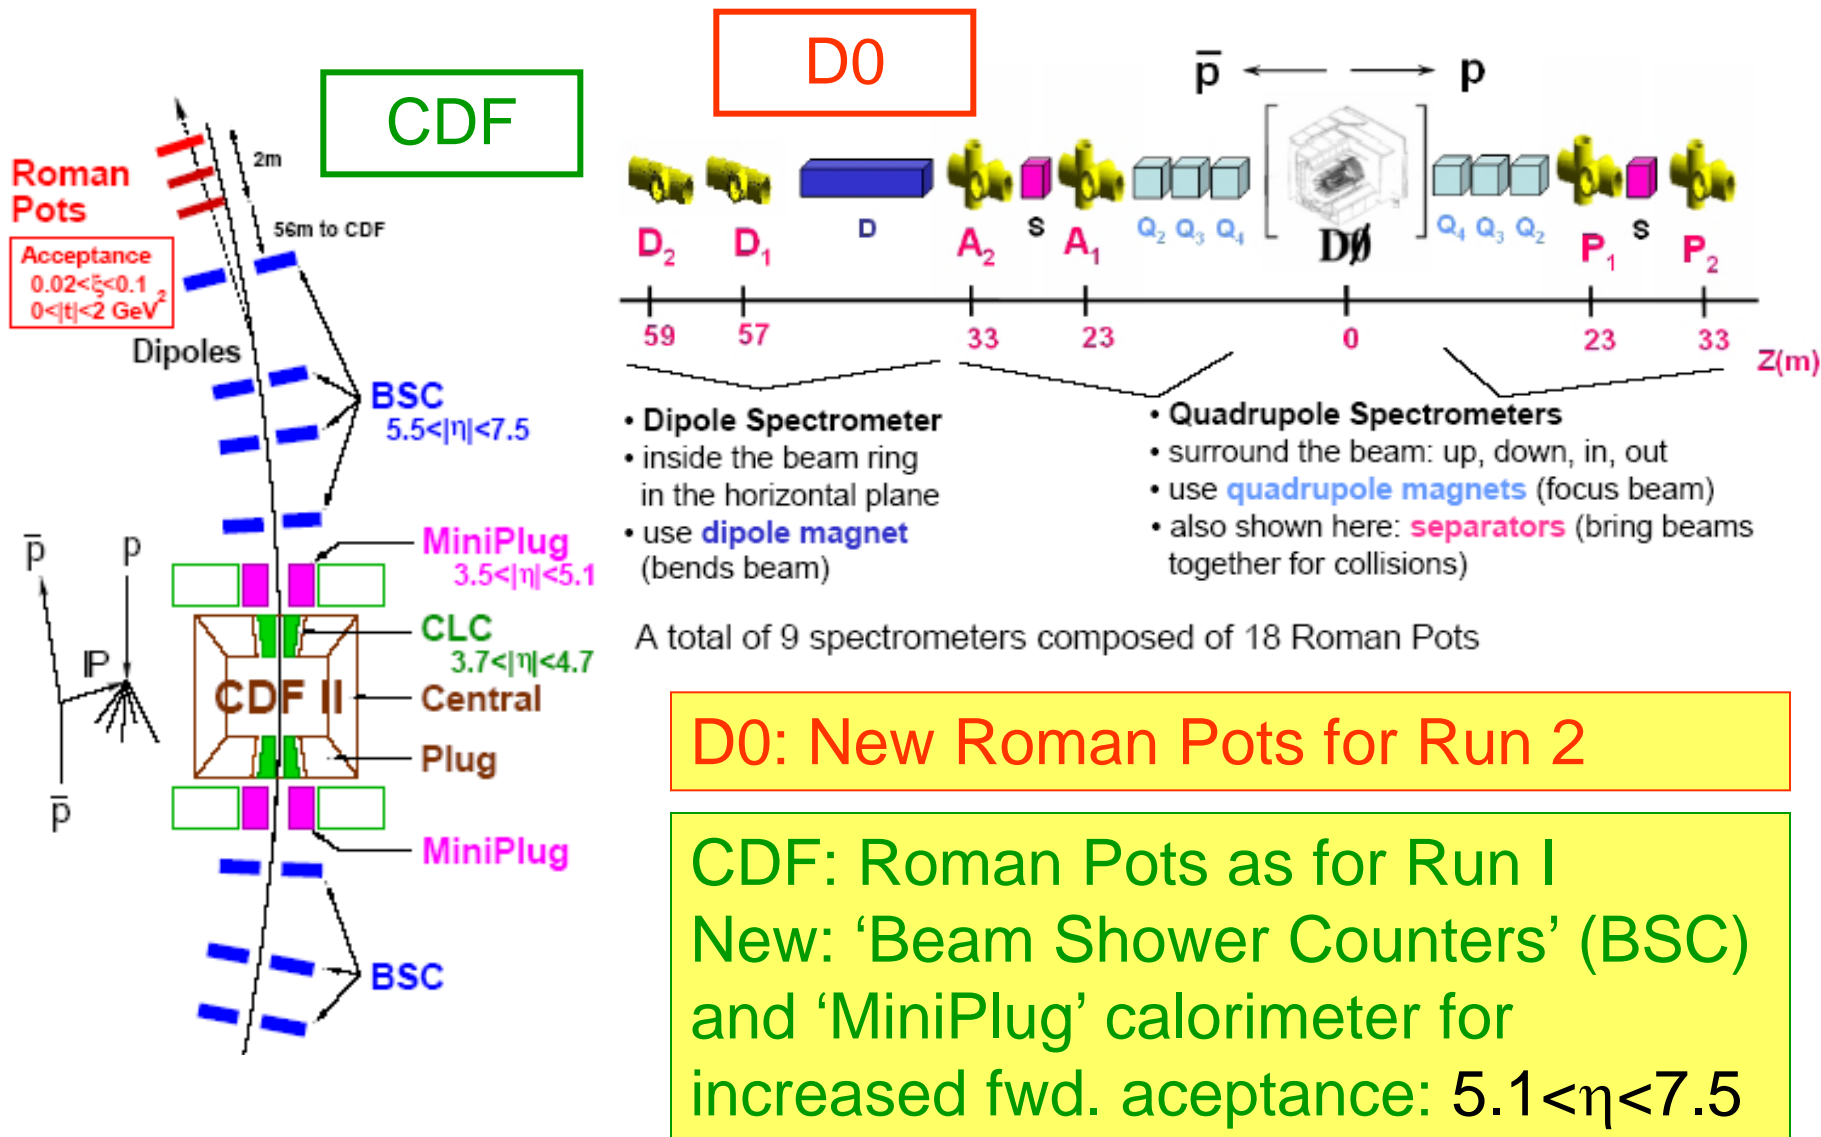 CDF
D0
Roman
Pots
2m
56m to CDF
Acceptance
0.02<ξ<0.1
0<|t|<2 GeV²
Dipoles
BSC
5.5<|η|<7.5
p̄
p
MiniPlug
3.5<|η|<5.1
CLC
3.7<|η|<4.7
IP
CDF II
Central
Plug
p̄
MiniPlug
BSC
p̄ p
D₂ D₁ D A₂ S A₁ Q₂ Q₃ Q₄ DØ Q₄ Q₃ Q₂ P₁ S P₂
59 57 33 23 0 23 33 Z(m)
• Dipole Spectrometer
• inside the beam ring
in the horizontal plane
• use dipole magnet
(bends beam)
• Quadrupole Spectrometers
• surround the beam: up, down, in, out
• use quadrupole magnets (focus beam)
• also shown here: separators (bring beams
together for collisions)
A total of 9 spectrometers composed of 18 Roman Pots
D0: New Roman Pots for Run 2
CDF: Roman Pots as for Run I
New: ‘Beam Shower Counters’ (BSC)
and ‘MiniPlug’ calorimeter for
increased fwd. aceptance: 5.1<η<7.5